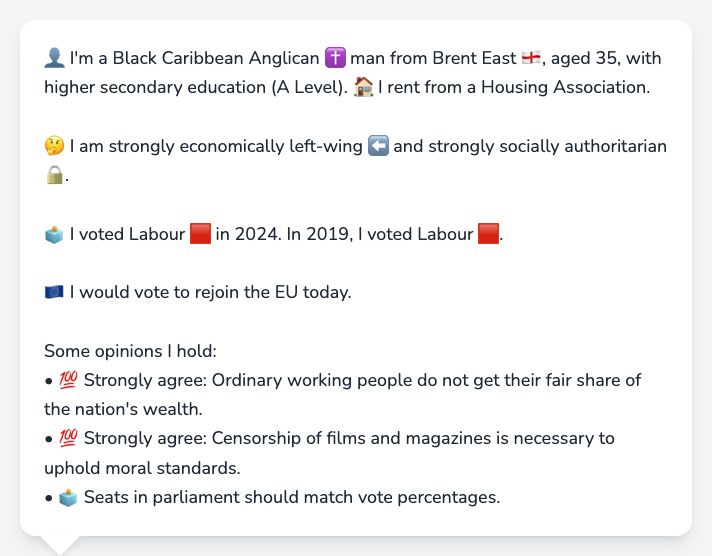 👤 I'm a Black Caribbean Anglican ✝️ man from Brent East 🏴󠁧󠁢󠁥󠁮󠁧󠁿, aged 35, with
higher secondary education (A Level). 🏠 I rent from a Housing Association.
🤔 I am strongly economically left-wing ⬅️ and strongly socially authoritarian
🔒.
🗳️ I voted Labour 🟥 in 2024. In 2019, I voted Labour 🟥.
🇪🇺 I would vote to rejoin the EU today.
Some opinions I hold:
• 💯 Strongly agree: Ordinary working people do not get their fair share of
the nation's wealth.
• 💯 Strongly agree: Censorship of films and magazines is necessary to
uphold moral standards.
• 🗳️ Seats in parliament should match vote percentages.